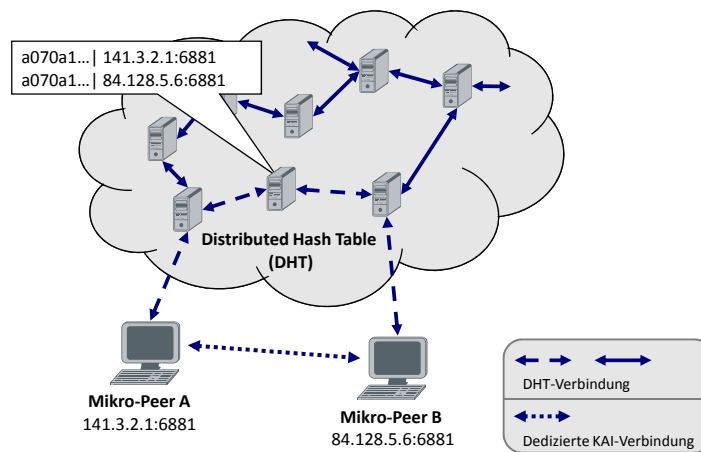 a070a1...| 141.3.2.1:6881
a070a1...| 84.128.5.6:6881
Distributed Hash Table
(DHT)
Mikro-Peer A
141.3.2.1:6881
Mikro-Peer B
84.128.5.6:6881
DHT-Verbindung
Dedizierte KAI-Verbindung